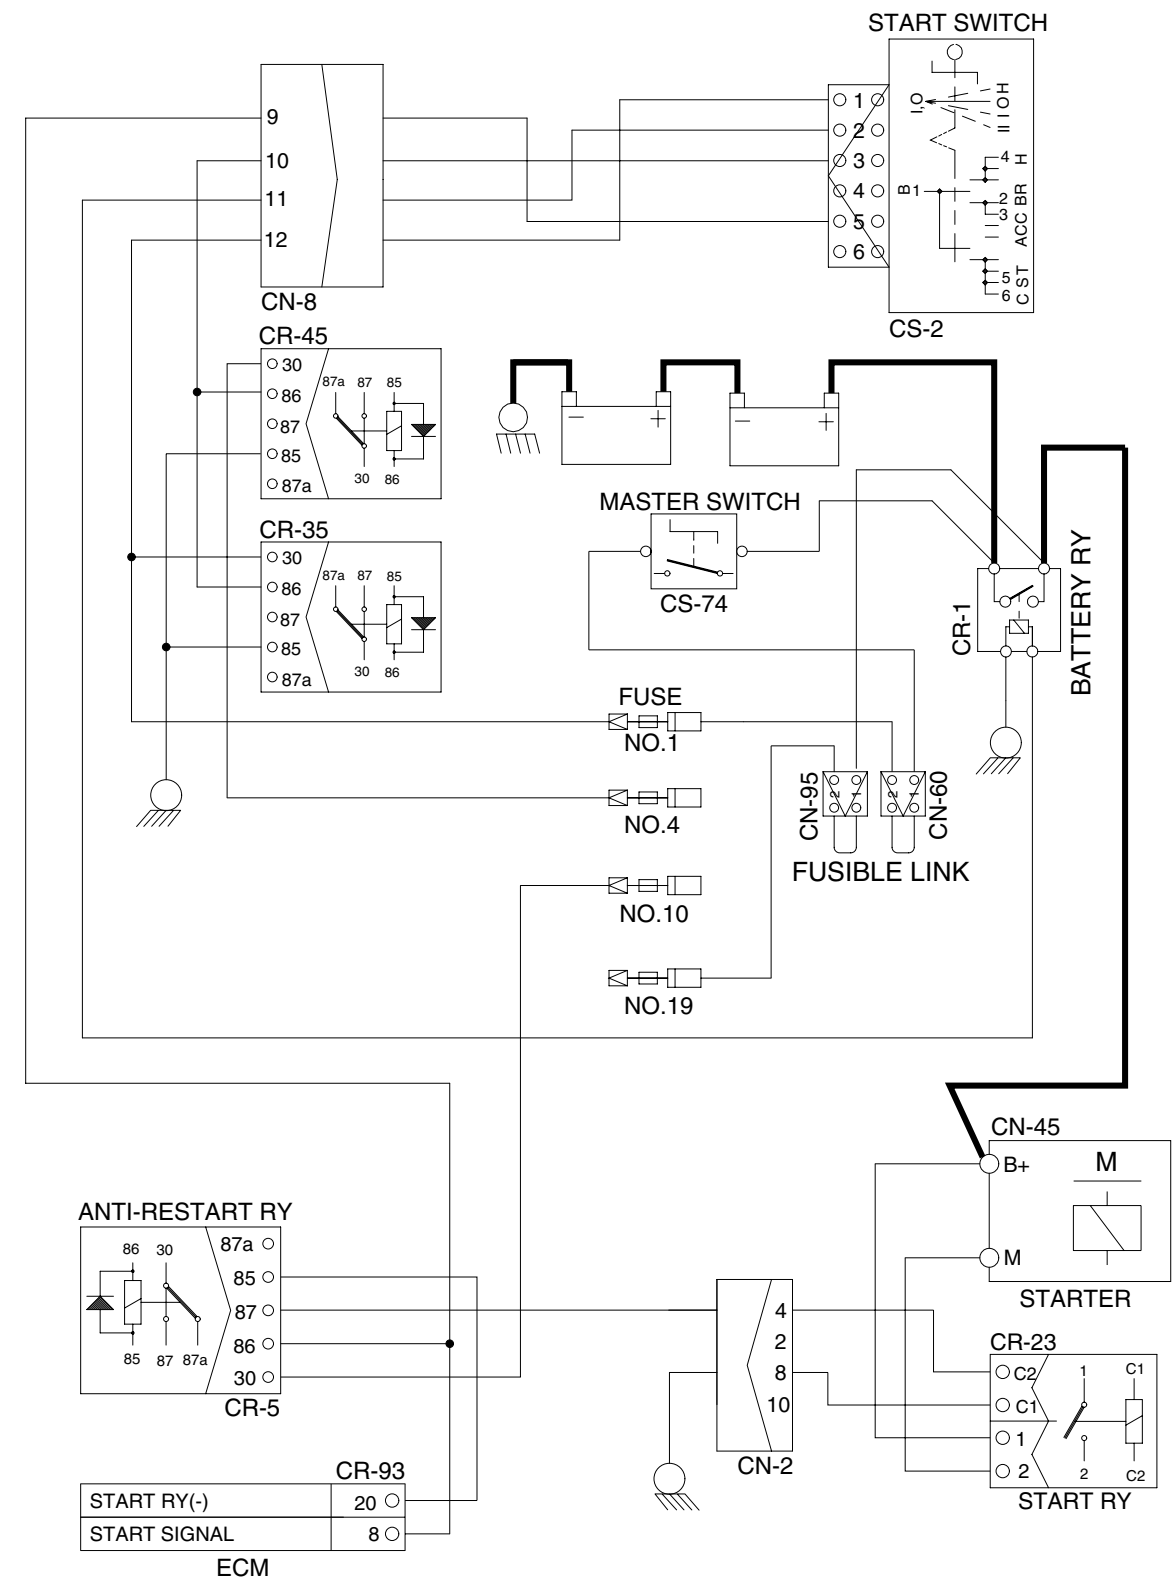 START SWITCH
9
10
11
12
CN-8
1
2
3
4
5
6
I,O
H
O
I
II
B1
4
H
2
BR
3
ACC
5
ST
6
C
CS-2
CR-45
30
86
87
85
87a
87a 87 85
30 86
CR-35
30
86
87
85
87a
87a 87 85
30 86
− +
− +
MASTER SWITCH
CS-74
CR-1
BATTERY RY
FUSE
NO.1
NO.4
NO.10
NO.19
CN-95
2 1
2 1
CN-60
FUSIBLE LINK
CN-45
B+
M
M
STARTER
ANTI-RESTART RY
86 30
85 87 87a
87a
85
87
86
30
CR-5
4
2
8
10
CN-2
CR-23
C2
C1
1
2
1 C1
2 C2
START RY
CR-93
START RY(-) 20
START SIGNAL 8
ECM